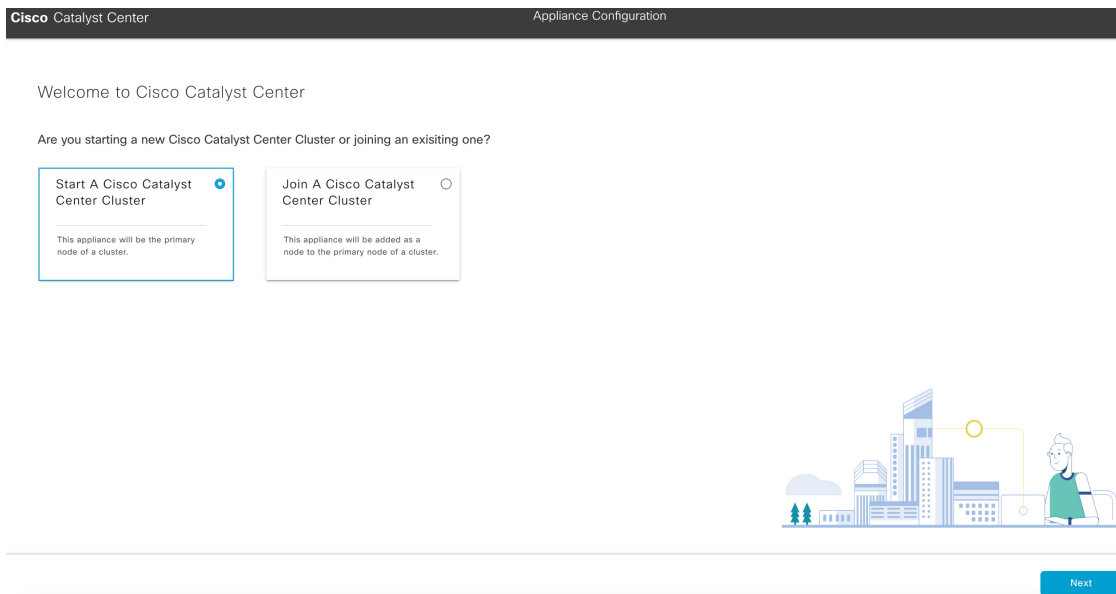 Cisco Catalyst Center
Appliance Configuration
Welcome to Cisco Catalyst Center
Are you starting a new Cisco Catalyst Center Cluster or joining an exisiting one?
Start A Cisco Catalyst
Center Cluster
This appliance will be the primary
node of a cluster.
Join A Cisco Catalyst
Center Cluster
This appliance will be added as a
node to the primary node of a cluster.
Next